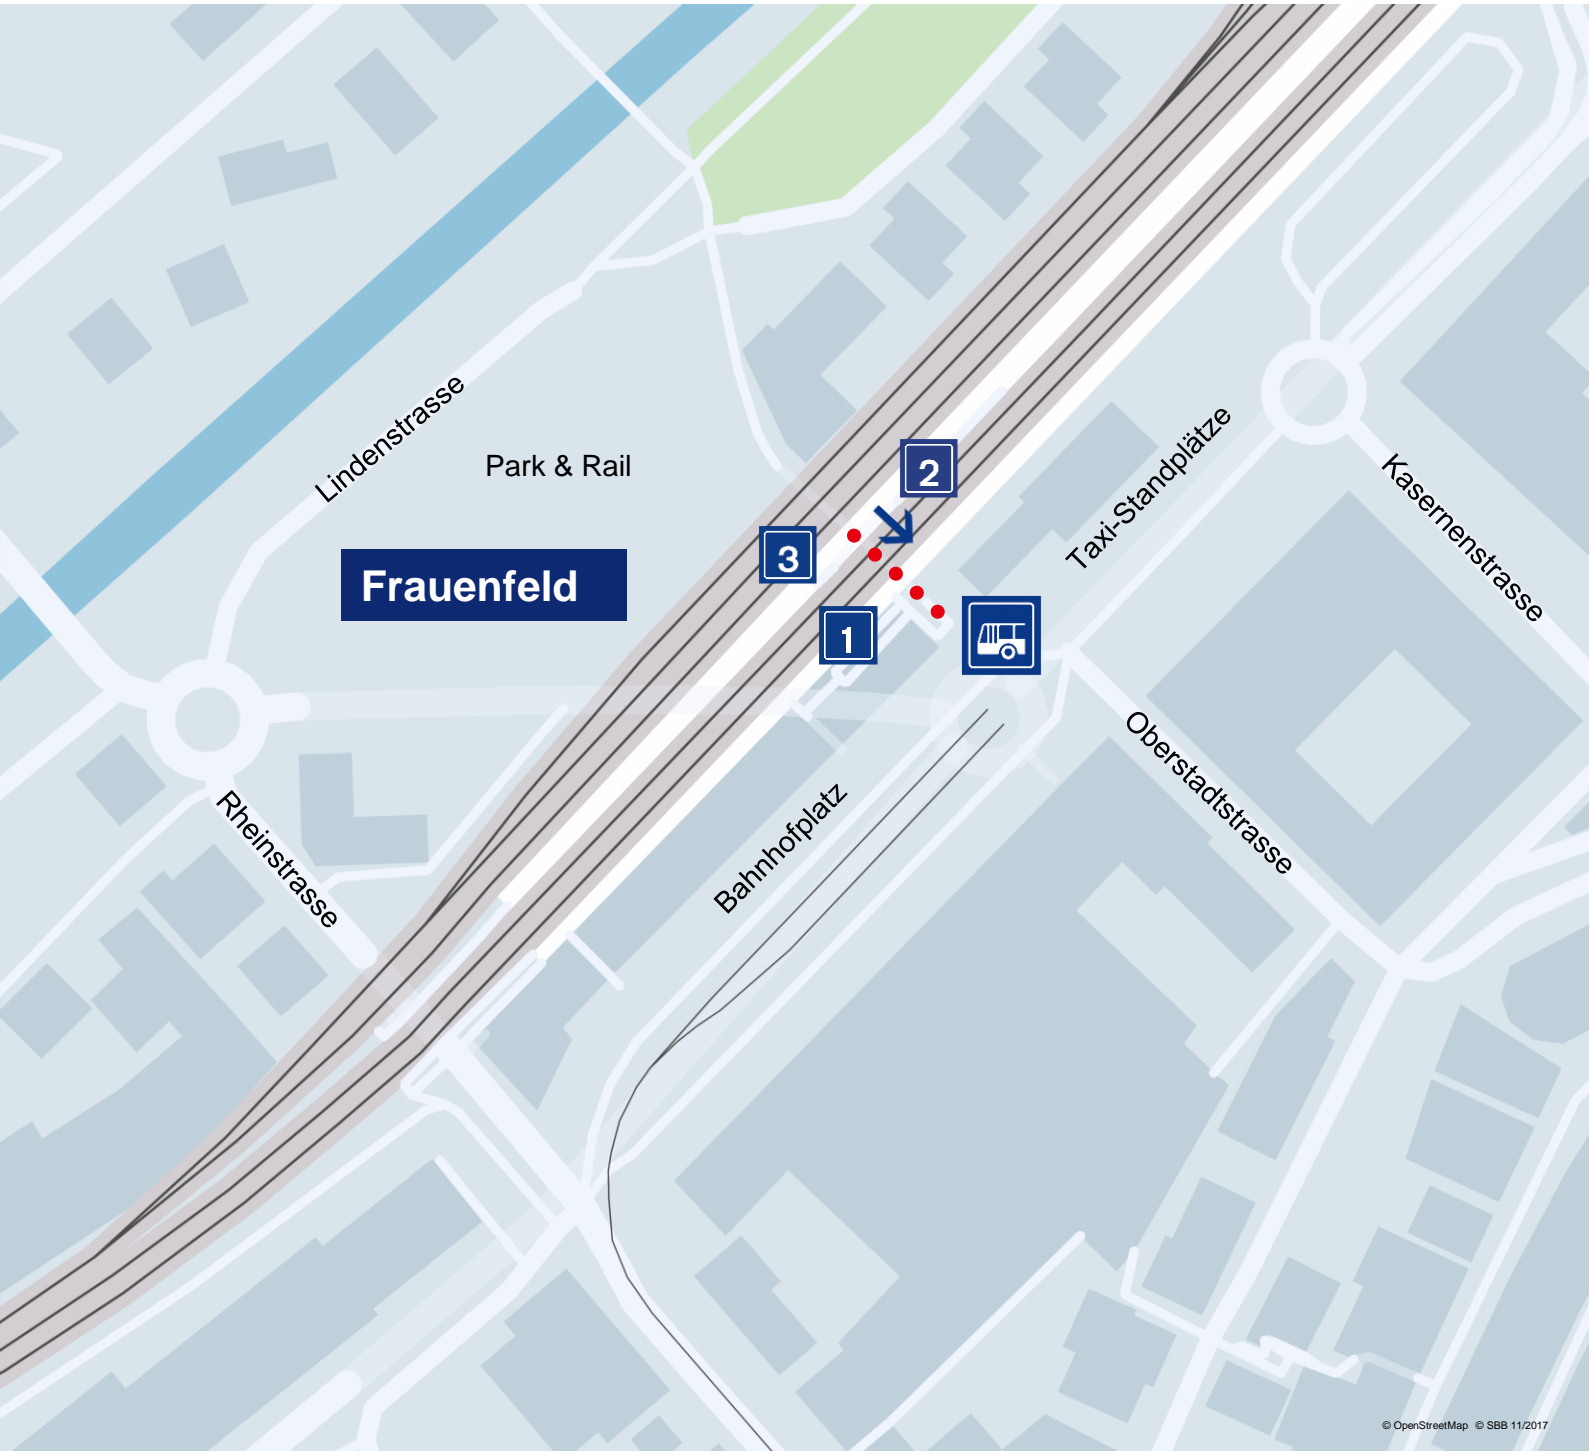 Lindenstrasse
Park & Rail
2
Taxi-Standplätze
Kasernenstrasse
3
Frauenfeld
1
Oberstadtstrasse
Rheinstrasse
Bahnhofplatz
© OpenStreetMap © SBB 11/2017